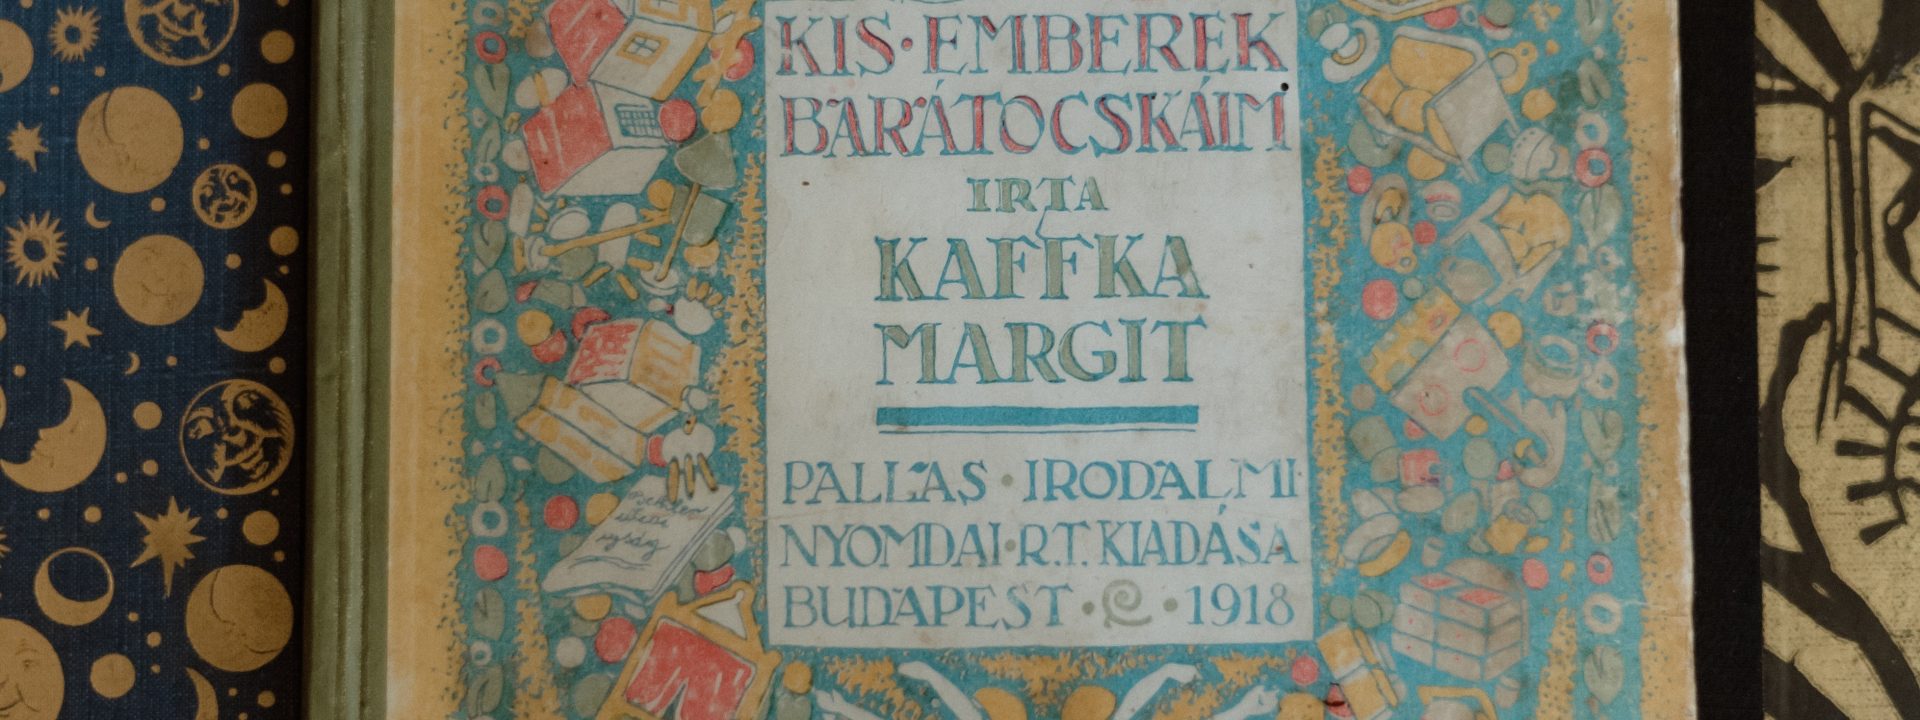 KIS·EMBEREK
BARÁTOCSKÁIM
IRTA
KAFFKA
MARGIT
PALLAS·IRODALMI·
NYOMDAI·R.T. KIADÁSA
BUDAPEST · · 1918